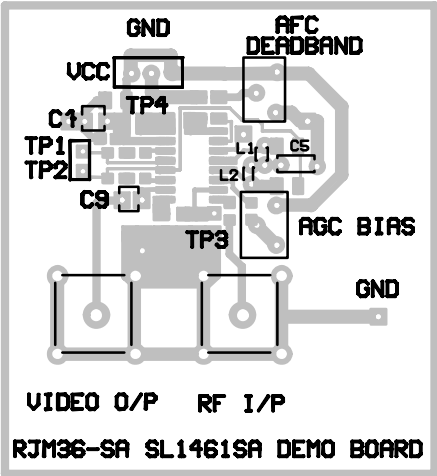 GND
AFC
DEADBAND
VCC
TP4
C4
TP1
L1
C5
TP2
L2
C9
AGC BIAS
TP3
GND
VIDEO O/P
RF I/P
RJM36-SA SL1461SA DEMO BOARD